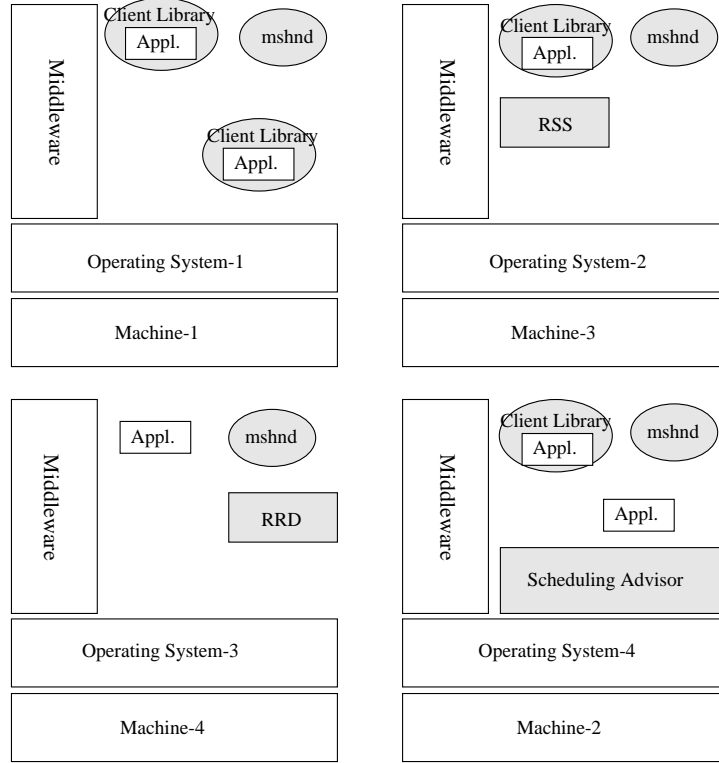 Client Library
Appl.
mshnd
Middleware
Client Library
Appl.
Operating System-1
Machine-1
Client Library
Appl.
mshnd
Middleware
RSS
Operating System-2
Machine-3
Appl.
mshnd
Middleware
RRD
Operating System-3
Machine-4
Client Library
Appl.
mshnd
Middleware
Appl.
Scheduling Advisor
Operating System-4
Machine-2